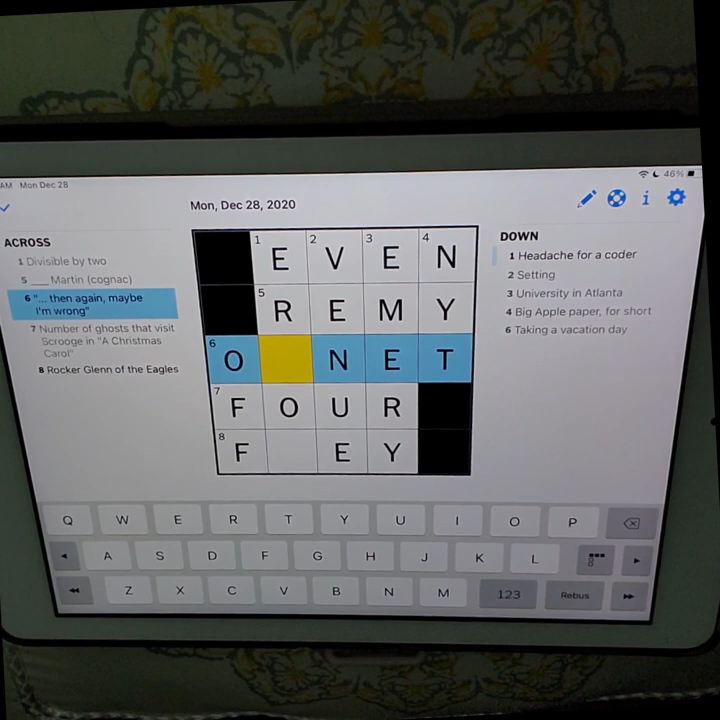 AM Mon Dec 28
46%
Mon, Dec 28, 2020
ACROSS
1 Divisible by two
5 ___ Martin (cognac)
6 "... then again, maybe
I'm wrong"
7 Number of ghosts that visit
Scrooge in "A Christmas
Carol"
8 Rocker Glenn of the Eagles
1 E 2 V 3 E 4 N
5 R E M Y
6 O N E T
7 F O U R
8 F E Y
DOWN
1 Headache for a coder
2 Setting
3 University in Atlanta
4 Big Apple paper, for short
6 Taking a vacation day
Q W E R T Y U I O P
A S D F G H J K L
Z X C V B N M 123 Rebus